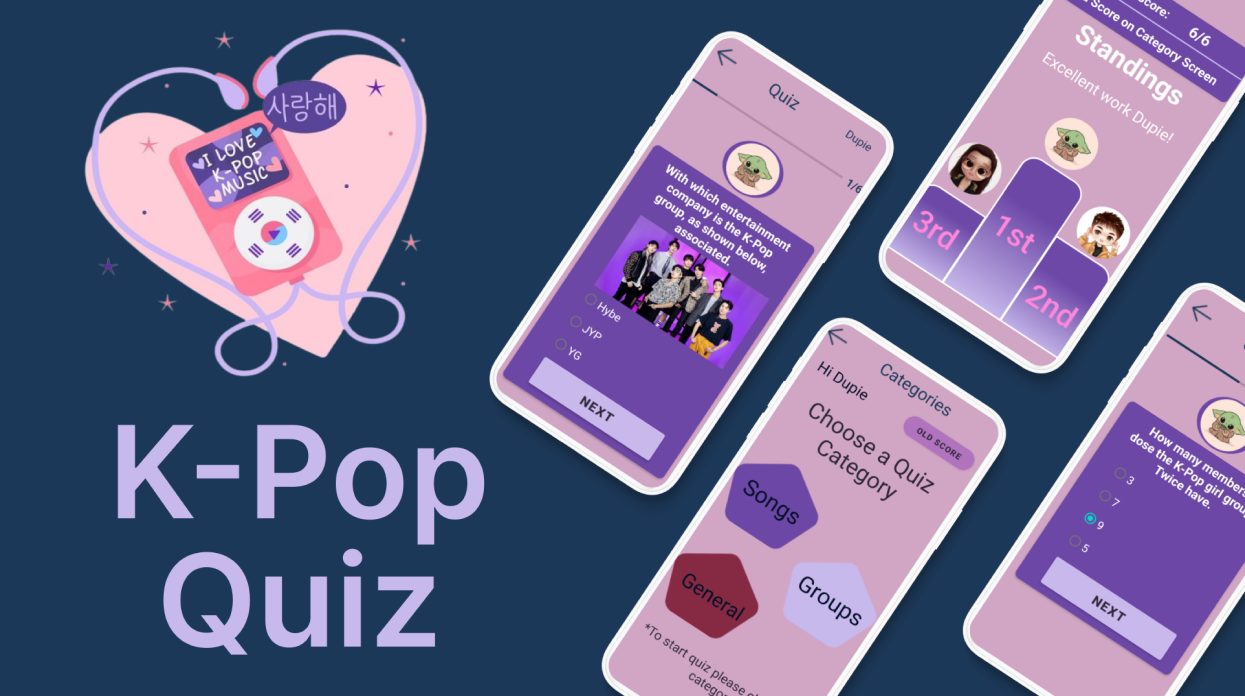 사랑해
I LOVE
K-POP
MUSIC
K-Pop
Quiz
Quiz
Dupie
1/6
With which entertainment
company is the K-Pop
group, as shown below,
associated.
Hybe
JYP
YG
NEXT
Score on Category Screen
6/6
Standings
Excellent work Dupie!
3rd
1st
2nd
Categories
Hi Dupie
OLD SCORE
Choose a Quiz
Category
Songs
General
Groups
*To start quiz please
How many members
dose the K-Pop girl
Twice have.
3
7
9
5
NEXT